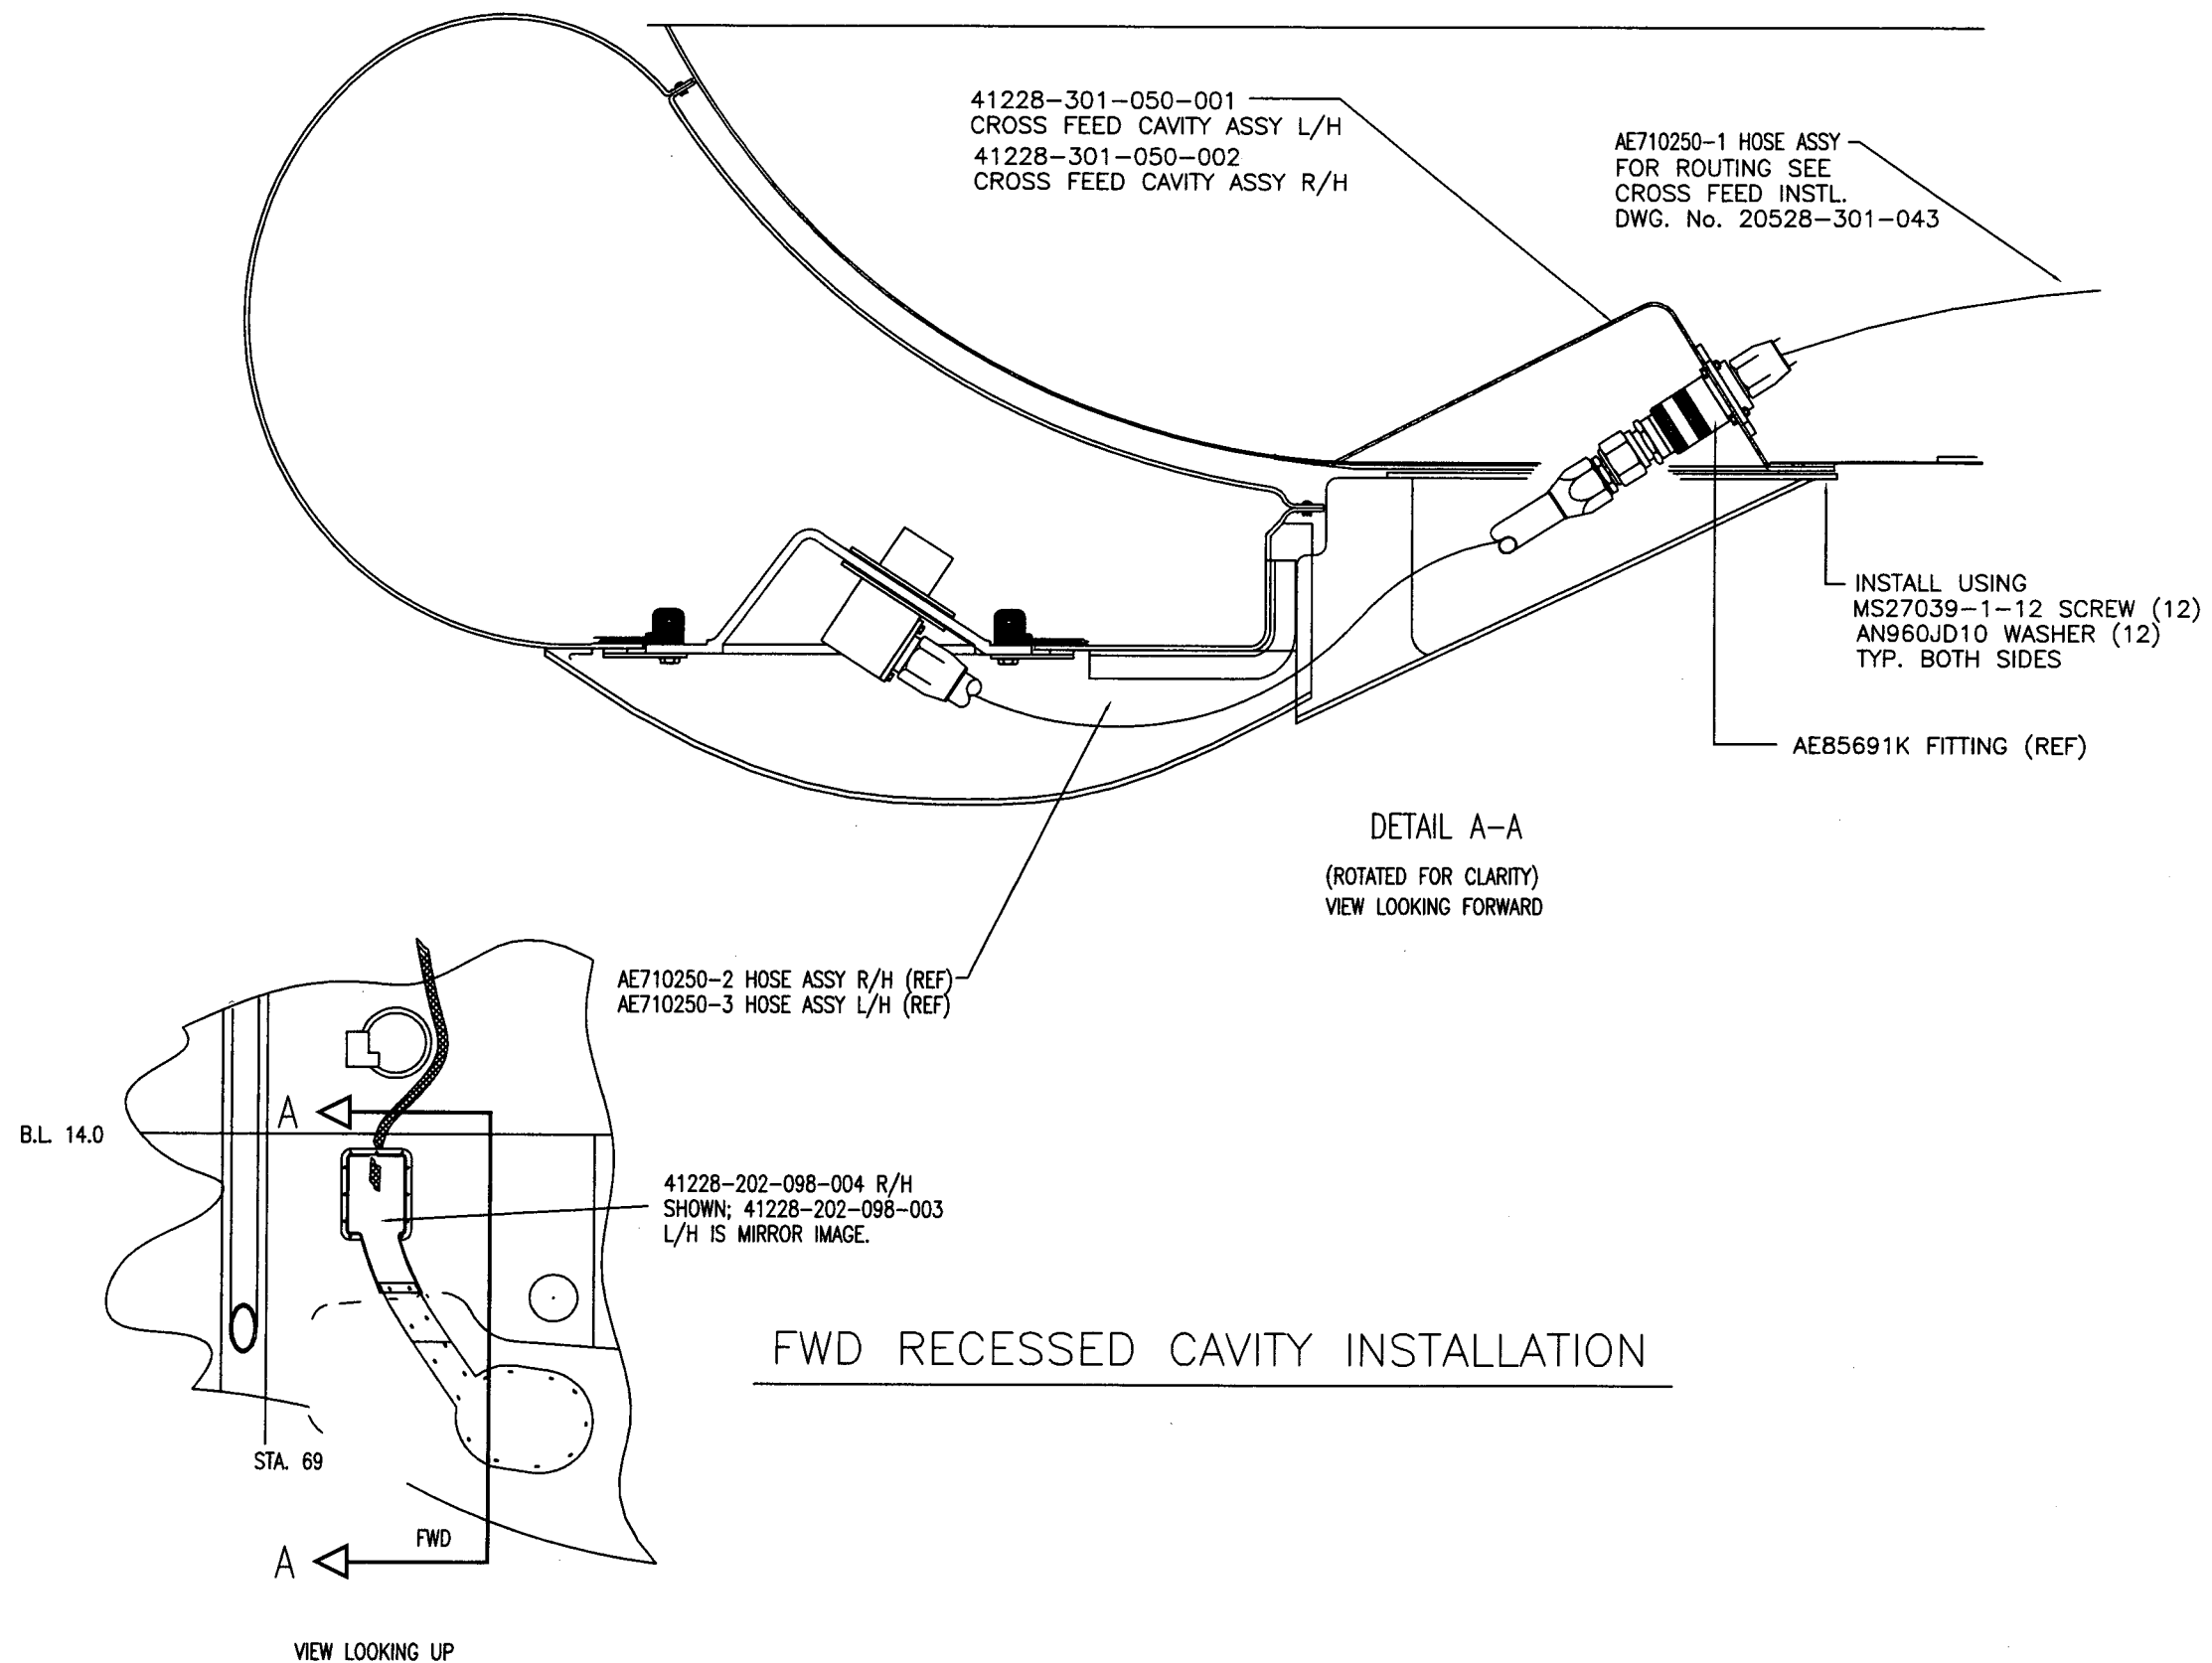 41228-301-050-001
CROSS FEED CAVITY ASSY L/H
41228-301-050-002
CROSS FEED CAVITY ASSY R/H
AE710250-1 HOSE ASSY
FOR ROUTING SEE
CROSS FEED INSTL.
DWG. No. 20528-301-043
INSTALL USING
MS27039-1-12 SCREW (12)
AN960JD10 WASHER (12)
TYP. BOTH SIDES
AE85691K FITTING (REF)
DETAIL A-A
(ROTATED FOR CLARITY)
VIEW LOOKING FORWARD
AE710250-2 HOSE ASSY R/H (REF)
AE710250-3 HOSE ASSY L/H (REF)
A
B.L. 14.0
41228-202-098-004 R/H
SHOWN; 41228-202-098-003
L/H IS MIRROR IMAGE.
FWD RECESSED CAVITY INSTALLATION
STA. 69
FWD
A
VIEW LOOKING UP